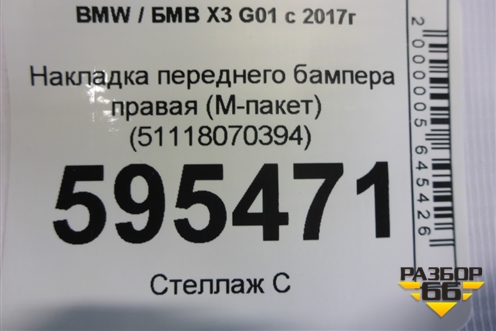 BMW / БМВ X3 G01 с 2017г
Накладка переднего бампера
правая (М-пакет)
(51118070394)
595471
Стеллаж С
2000005645426
РАЗБОР
66